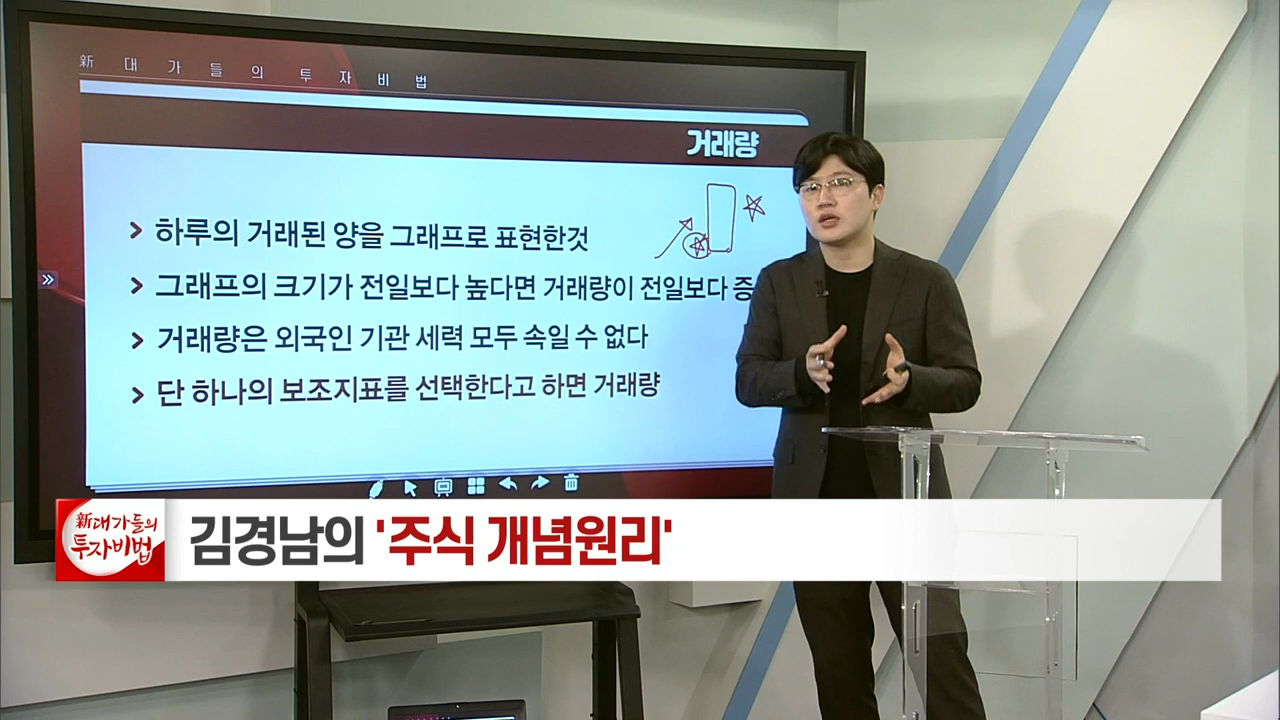 新 대 가 들 의 투 자 비 법
거래량
하루의 거래된 양을 그래프로 표현한것
그래프의 크기가 전일보다 높다면 거래량이 전일보다 증
거래량은 외국인 기관 세력 모두 속일 수 없다
단 하나의 보조지표를 선택한다고 하면 거래량
新대가들의
투자비법
김경남의 '주식 개념원리'